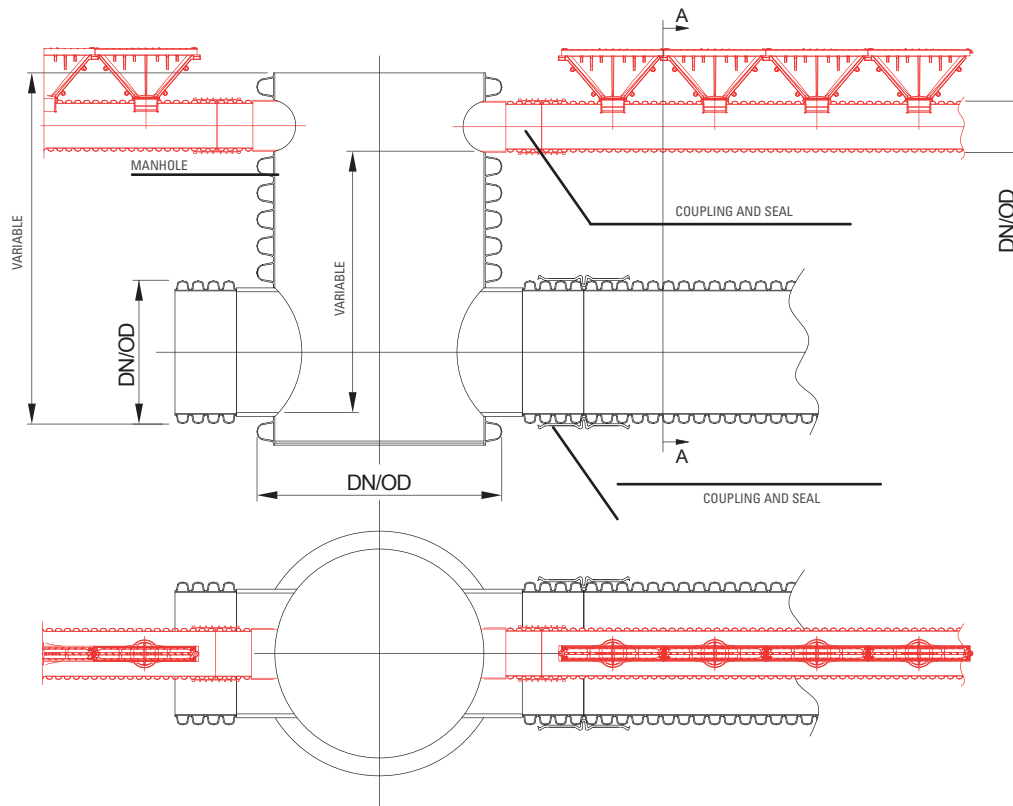 A
MANHOLE
COUPLING AND SEAL
VARIABLE
DN/OD
VARIABLE
DN/OD
A
DN/OD
COUPLING AND SEAL